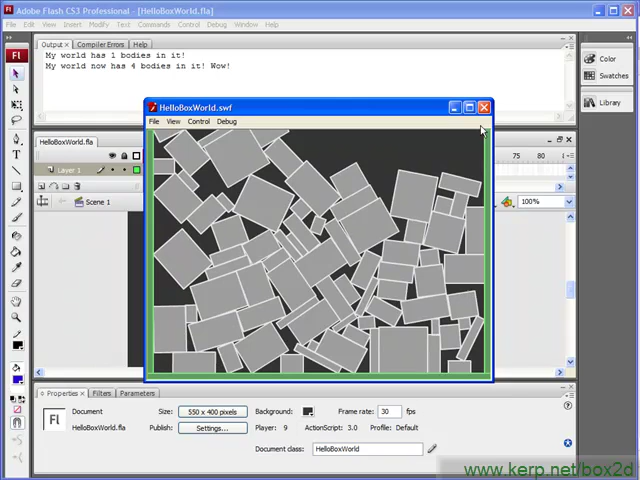 Adobe Flash CS3 Professional - [HelloBoxWorld.fla]
File Edit View Insert Modify Text Commands Control Debug Window Help
Fl
Output × Compiler Errors Help
My world has 1 bodies in it!
My world now has 4 bodies in it! Wow!
Color
Swatches
Library
HelloBoxWorld.swf
File View Control Debug
HelloBoxWorld.fla
Layer 1
75 80
Scene 1
100%
Properties × Filters Parameters
Fl
Document
HelloBoxWorld.fla
Size: 550 x 400 pixels
Background:
Frame rate: 30 fps
Publish: Settings...
Player: 9
ActionScript: 3.0
Profile: Default
Document class: HelloBoxWorld
www.kerp.net/box2d